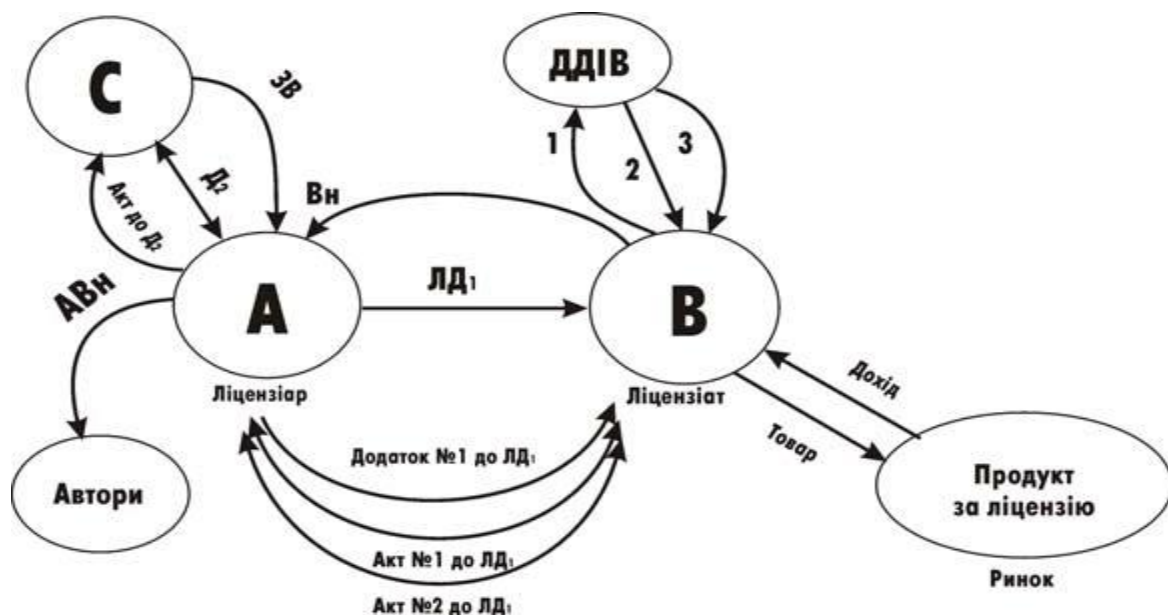 С
ЗВ
Д₂
Акт до Д₂
ДДІВ
1
2
3
Вн
АВн
А
ЛД₁
В
Ліцензіар
Ліцензіат
Дохід
Товар
Автори
Додаток №1 до ЛД₁
Акт №1 до ЛД₁
Акт №2 до ЛД₁
Продукт
за ліцензію
Ринок